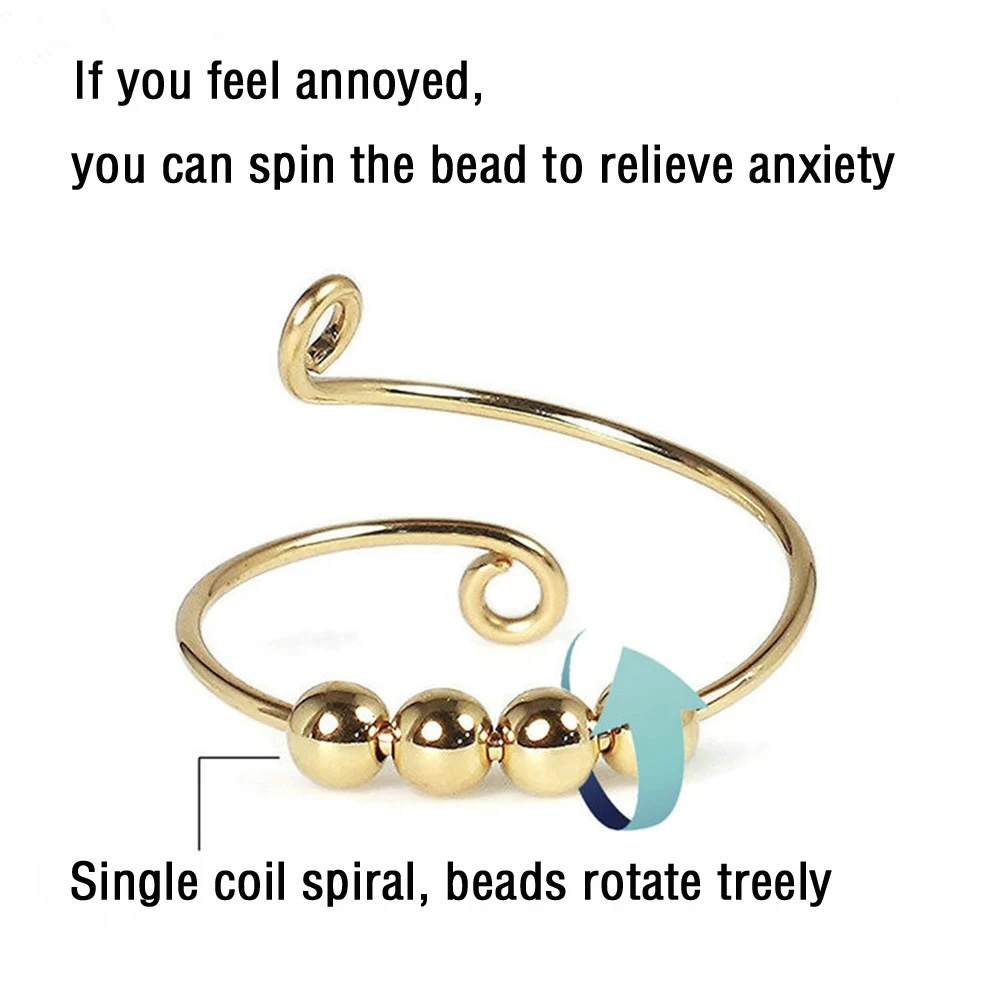 If you feel annoyed,
you can spin the bead to relieve anxiety
Single coil spiral, beads rotate treely